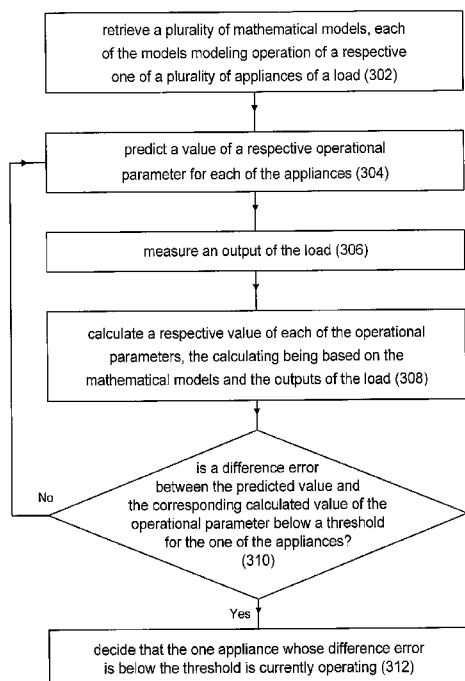 retrieve a plurality of mathematical models, each
of the models modeling operation of a respective
one of a plurality of appliances of a load (302)
predict a value of a respective operational
parameter for each of the appliances (304)
measure an output of the load (306)
calculate a respective value of each of the operational
parameters, the calculating being based on the
mathematical models and the outputs of the load (308)
is a difference error
between the predicted value and
the corresponding calculated value of the
operational parameter below a threshold
for the one of the appliances?
(310)
No
Yes
decide that the one appliance whose difference error
is below the threshold is currently operating (312)